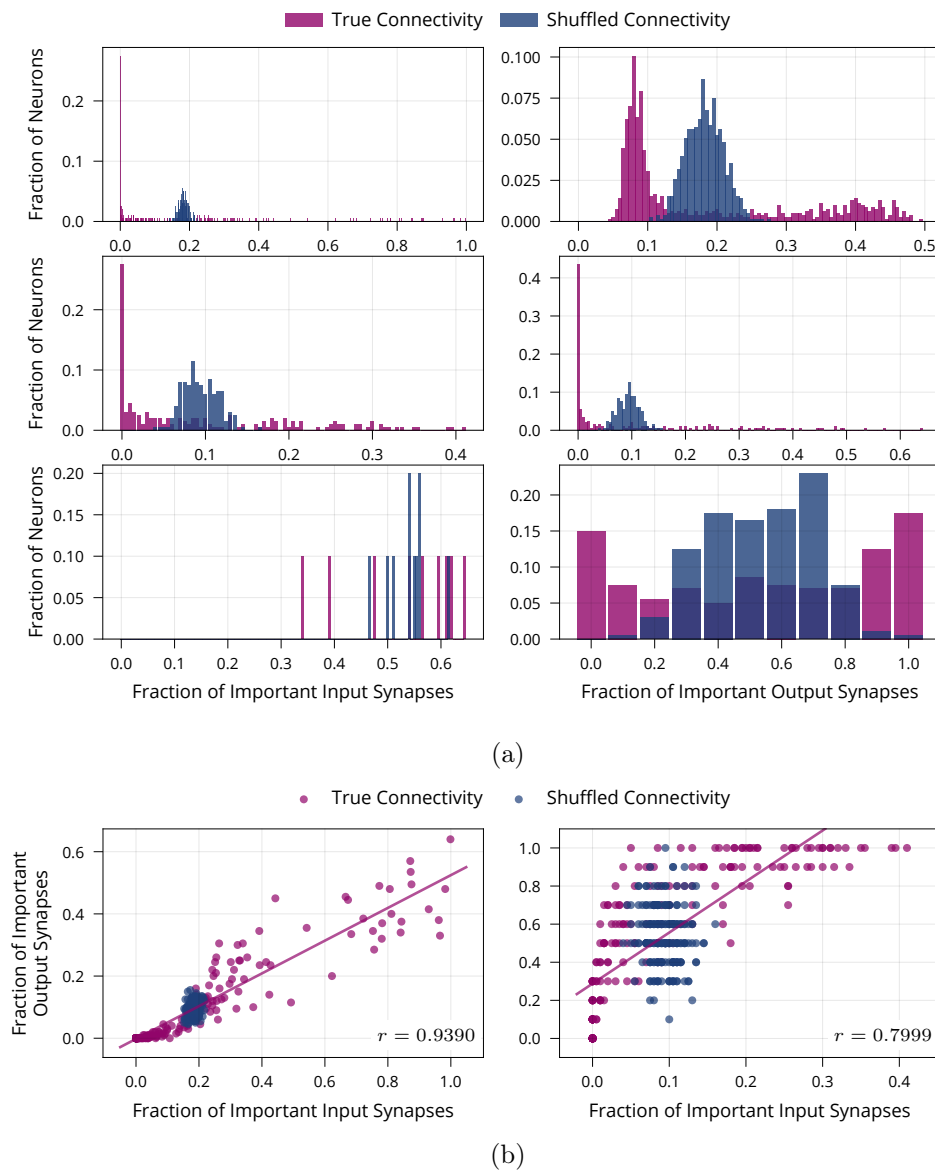 True Connectivity Shuffled Connectivity
Fraction of Neurons
0.2
0.1
0.0
0.0 0.2 0.4 0.6 0.8 1.0
0.100
0.075
0.050
0.025
0.000
0.0 0.1 0.2 0.3 0.4 0.5
Fraction of Neurons
0.2
0.1
0.0
0.0 0.1 0.2 0.3 0.4
0.4
0.3
0.2
0.1
0.0
0.0 0.1 0.2 0.3 0.4 0.5 0.6
Fraction of Neurons
0.20
0.15
0.10
0.05
0.00
0.0 0.1 0.2 0.3 0.4 0.5 0.6
Fraction of Important Input Synapses
0.20
0.15
0.10
0.05
0.00
0.0 0.2 0.4 0.6 0.8 1.0
Fraction of Important Output Synapses
(a)
True Connectivity Shuffled Connectivity
Fraction of Important
Output Synapses
0.6
0.4
0.2
0.0
r = 0.9390
0.0 0.2 0.4 0.6 0.8 1.0
Fraction of Important Input Synapses
1.0
0.8
0.6
0.4
0.2
0.0
r = 0.7999
0.0 0.1 0.2 0.3 0.4
Fraction of Important Input Synapses
(b)